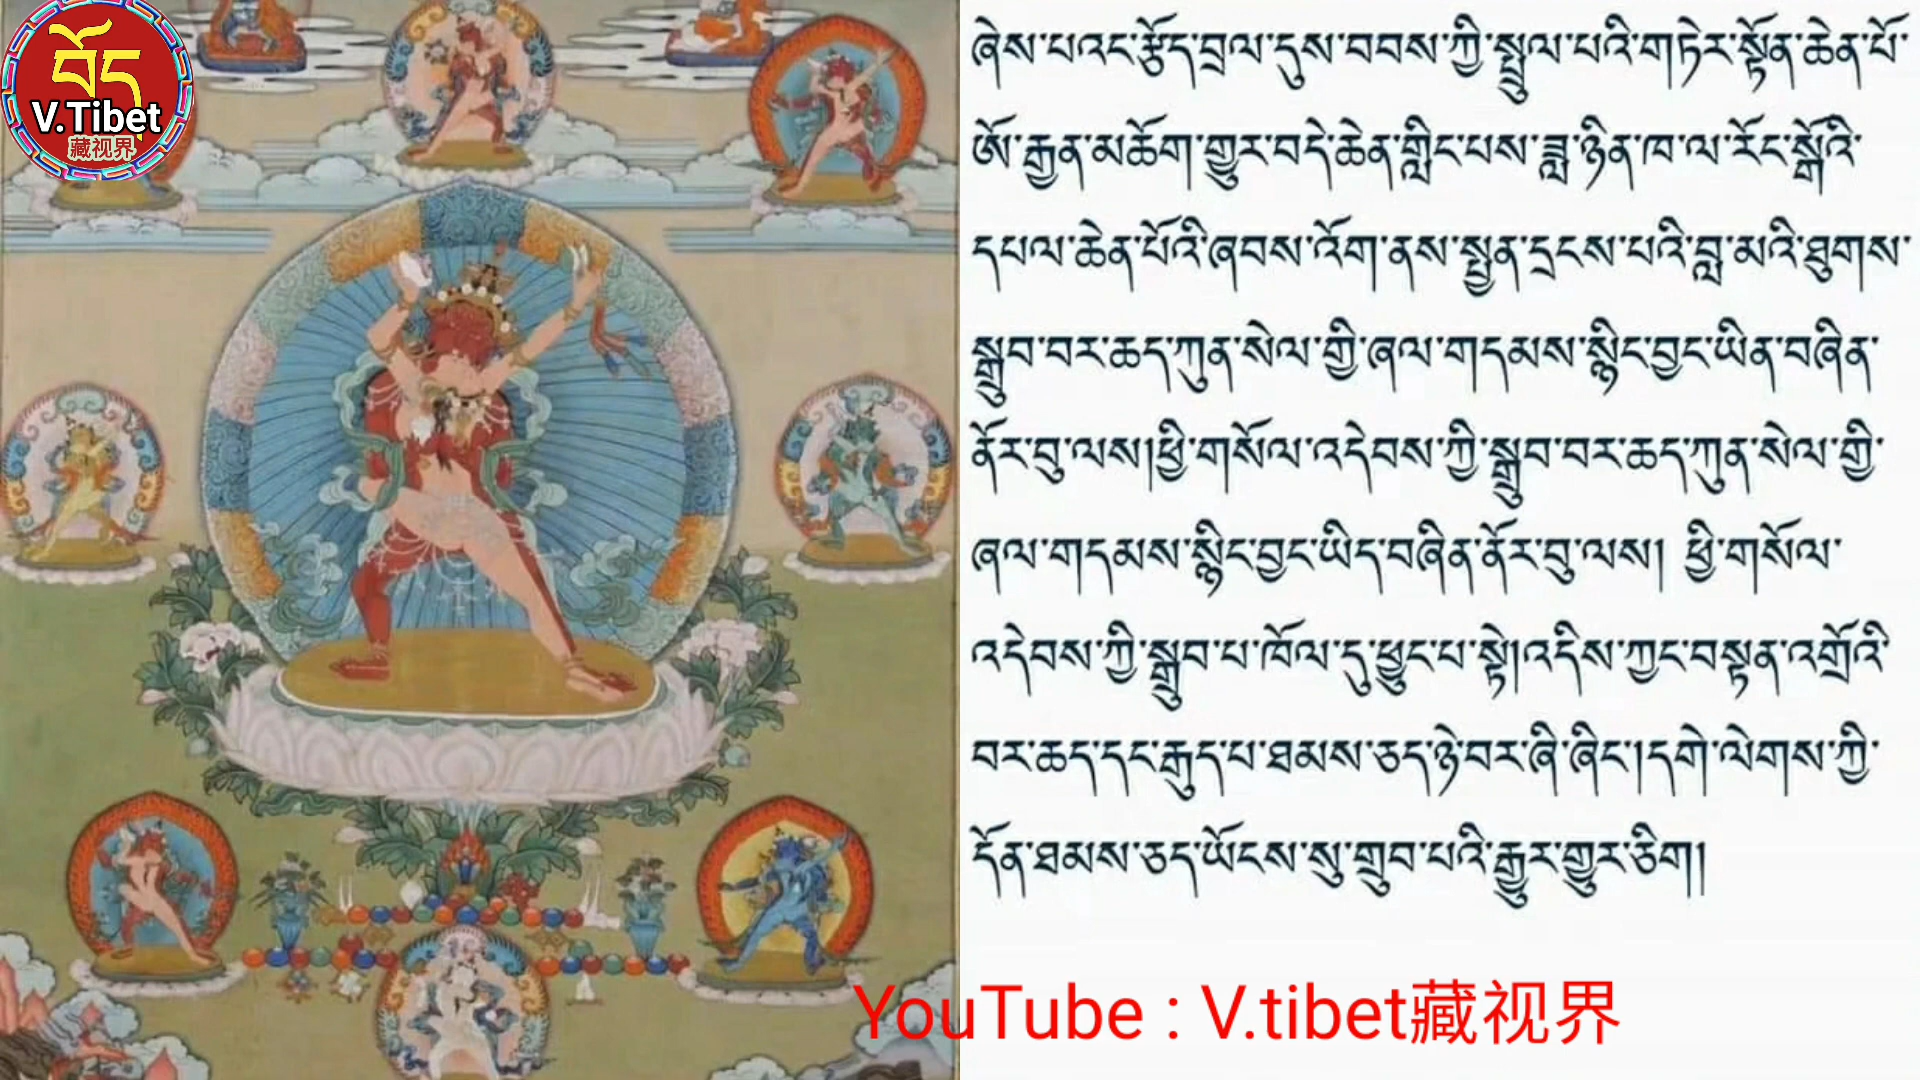 བོད
V.Tibet
藏视界
ཞེས་པའང་རྩོད་བྲལ་དུས་བབས་ཀྱི་སྤྲུལ་པའི་གཏེར་སྟོན་ཆེན་པོ་
ཨོ་རྒྱན་མཆོག་གྱུར་བདེ་ཆེན་གླིང་པས་ཟླ་ཉིན་ཁ་ལ་རོང་སྒོའི་
དཔལ་ཆེན་པོའི་ཞབས་འོག་ནས་སྤྱན་དྲངས་པའི་བླ་མའི་ཐུགས་
སྒྲུབ་བར་ཆད་ཀུན་སེལ་གྱི་ཞལ་གདམས་སྙིང་བྱང་ཡིན་བཞིན་
ནོར་བུ་ལས།ཕྱི་གསོལ་འདེབས་ཀྱི་སྒྲུབ་བར་ཆད་ཀུན་སེལ་གྱི་
ཞལ་གདམས་སྙིང་བྱང་ཡིད་བཞིན་ནོར་བུ་ལས། ཕྱི་གསོལ་
འདེབས་ཀྱི་སྒྲུབ་པ་ཁོལ་དུ་ཕྱུང་པ་སྟེ།འདིས་ཀྱང་བསྟན་འགྲོའི་
བར་ཆད་དང་རྒུད་པ་ཐམས་ཅད་ཉེ་བར་ཞི་ཞིང་།དགེ་ལེགས་ཀྱི་
དོན་ཐམས་ཅད་ཡོངས་སུ་གྲུབ་པའི་རྒྱུར་གྱུར་ཅིག།
YouTube : V.tibet藏视界